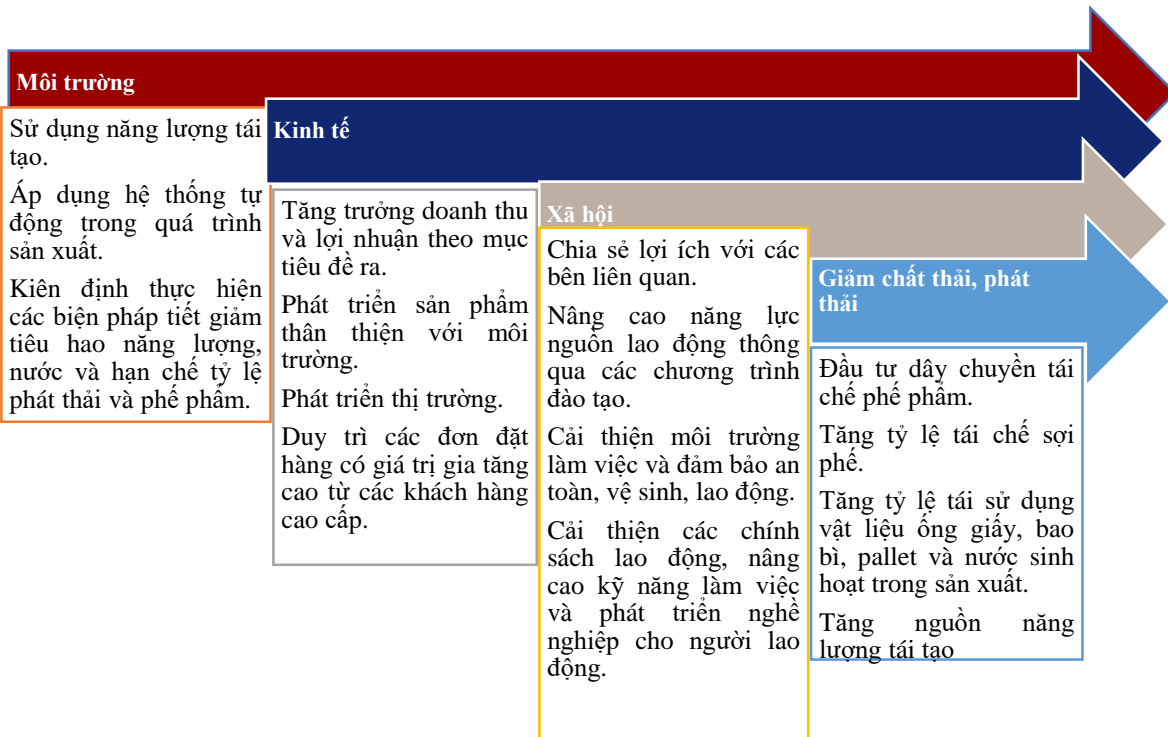 Môi trường
Sử dụng năng lượng tái
tạo.
Áp dụng hệ thống tự
động trong quá trình
sản xuất.
Kiên định thực hiện
các biện pháp tiết giảm
tiêu hao năng lượng,
nước và hạn chế tỷ lệ
phát thải và phế phẩm.
Kinh tế
Tăng trưởng doanh thu
và lợi nhuận theo mục
tiêu đề ra.
Phát triển sản phẩm
thân thiện với môi
trường.
Phát triển thị trường.
Duy trì các đơn đặt
hàng có giá trị gia tăng
cao từ các khách hàng
cao cấp.
Xã hội
Chia sẻ lợi ích với các
bên liên quan.
Nâng cao năng lực
nguồn lao động thông
qua các chương trình
đào tạo.
Cải thiện môi trường
làm việc và đảm bảo an
toàn, vệ sinh, lao động.
Cải thiện các chính
sách lao động, nâng
cao kỹ năng làm việc
và phát triển nghề
nghiệp cho người lao
động.
Giảm chất thải, phát
thải
Đầu tư dây chuyền tái
chế phế phẩm.
Tăng tỷ lệ tái chế sợi
phế.
Tăng tỷ lệ tái sử dụng
vật liệu ống giấy, bao
bì, pallet và nước sinh
hoạt trong sản xuất.
Tăng nguồn năng
lượng tái tạo